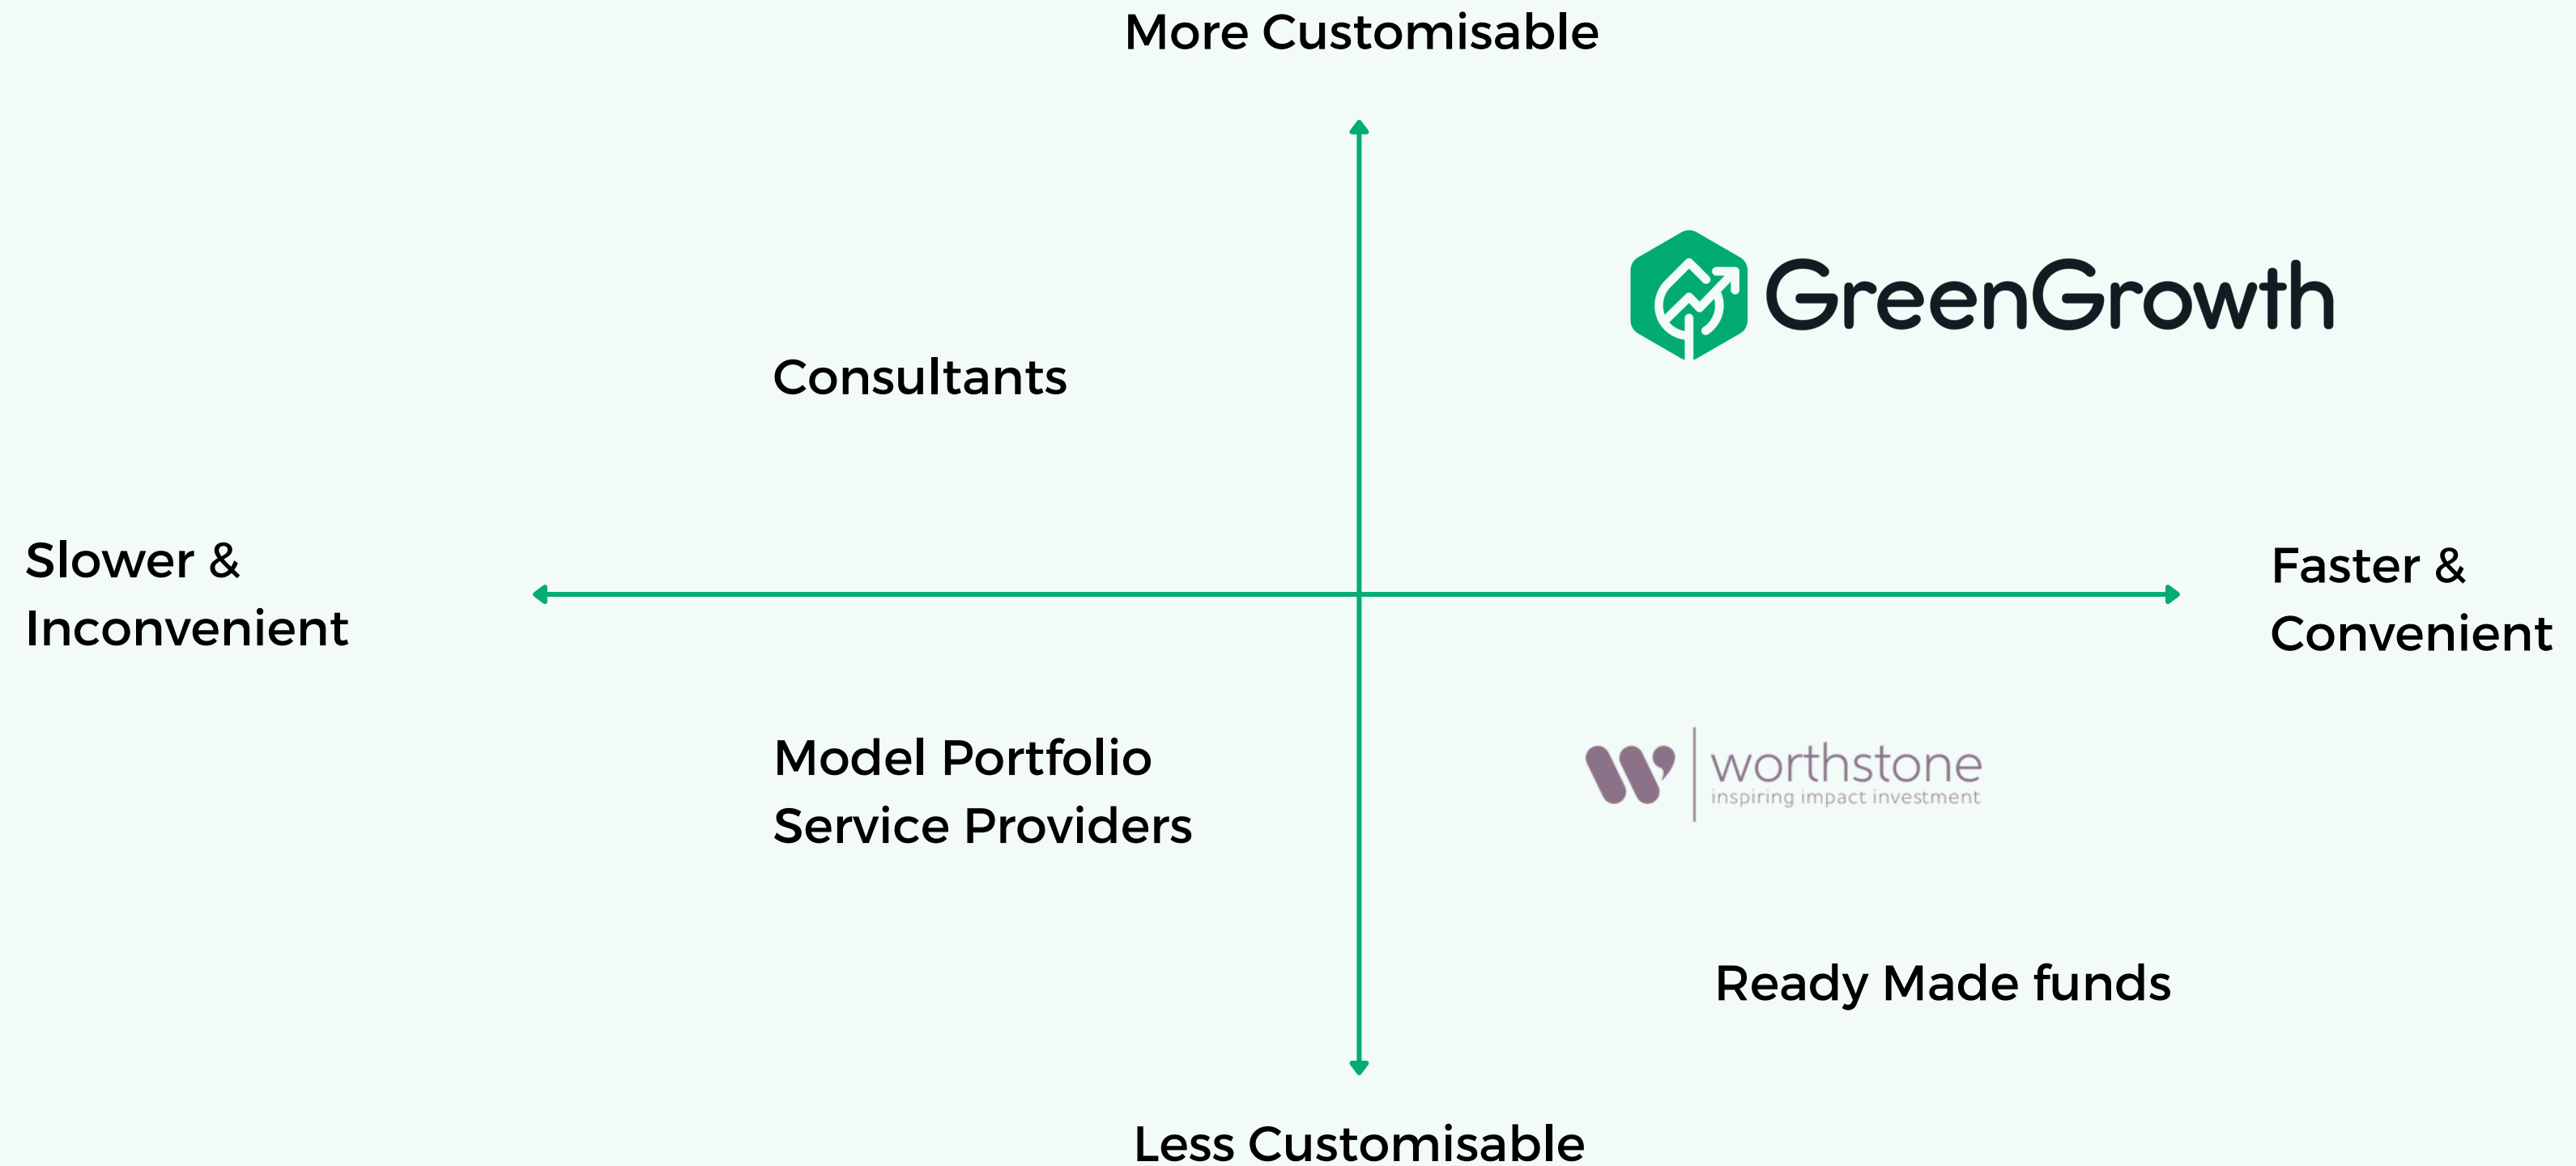 More Customisable
GreenGrowth
Consultants
Slower &
Inconvenient
Faster &
Convenient
Model Portfolio
Service Providers
worthstone
inspiring impact investment
Ready Made funds
Less Customisable